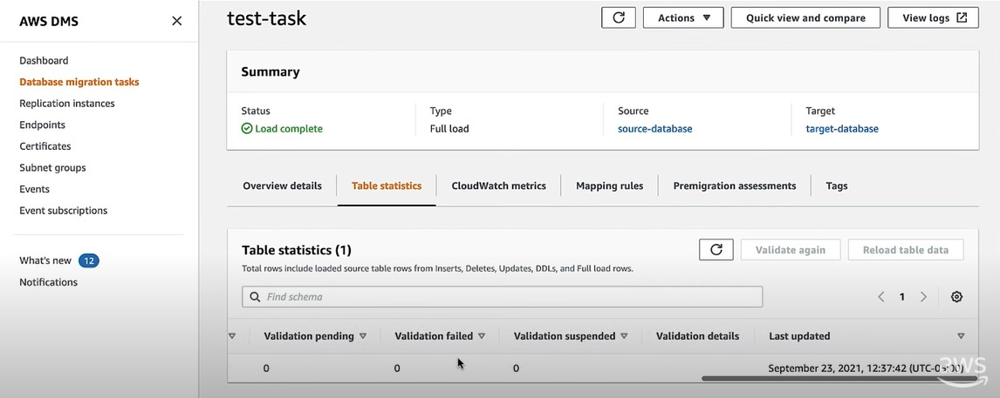 AWS DMS
Dashboard
Database migration tasks
Replication instances
Endpoints
Certificates
Subnet groups
Events
Event subscriptions
What's new 12
Notifications
test-task
Actions
Quick view and compare
View logs
Summary
Status
Load complete
Type
Full load
Source
source-database
Target
target-database
Overview details
Table statistics
CloudWatch metrics
Mapping rules
Premigration assessments
Tags
Table statistics (1)
Validate again
Reload table data
Total rows include loaded source table rows from Inserts, Deletes, Updates, DDLs, and Full load rows.
Find schema
1
Validation pending
Validation failed
Validation suspended
Validation details
Last updated
0
0
0
September 23, 2021, 12:37:42 (UTC-05:00)
aws